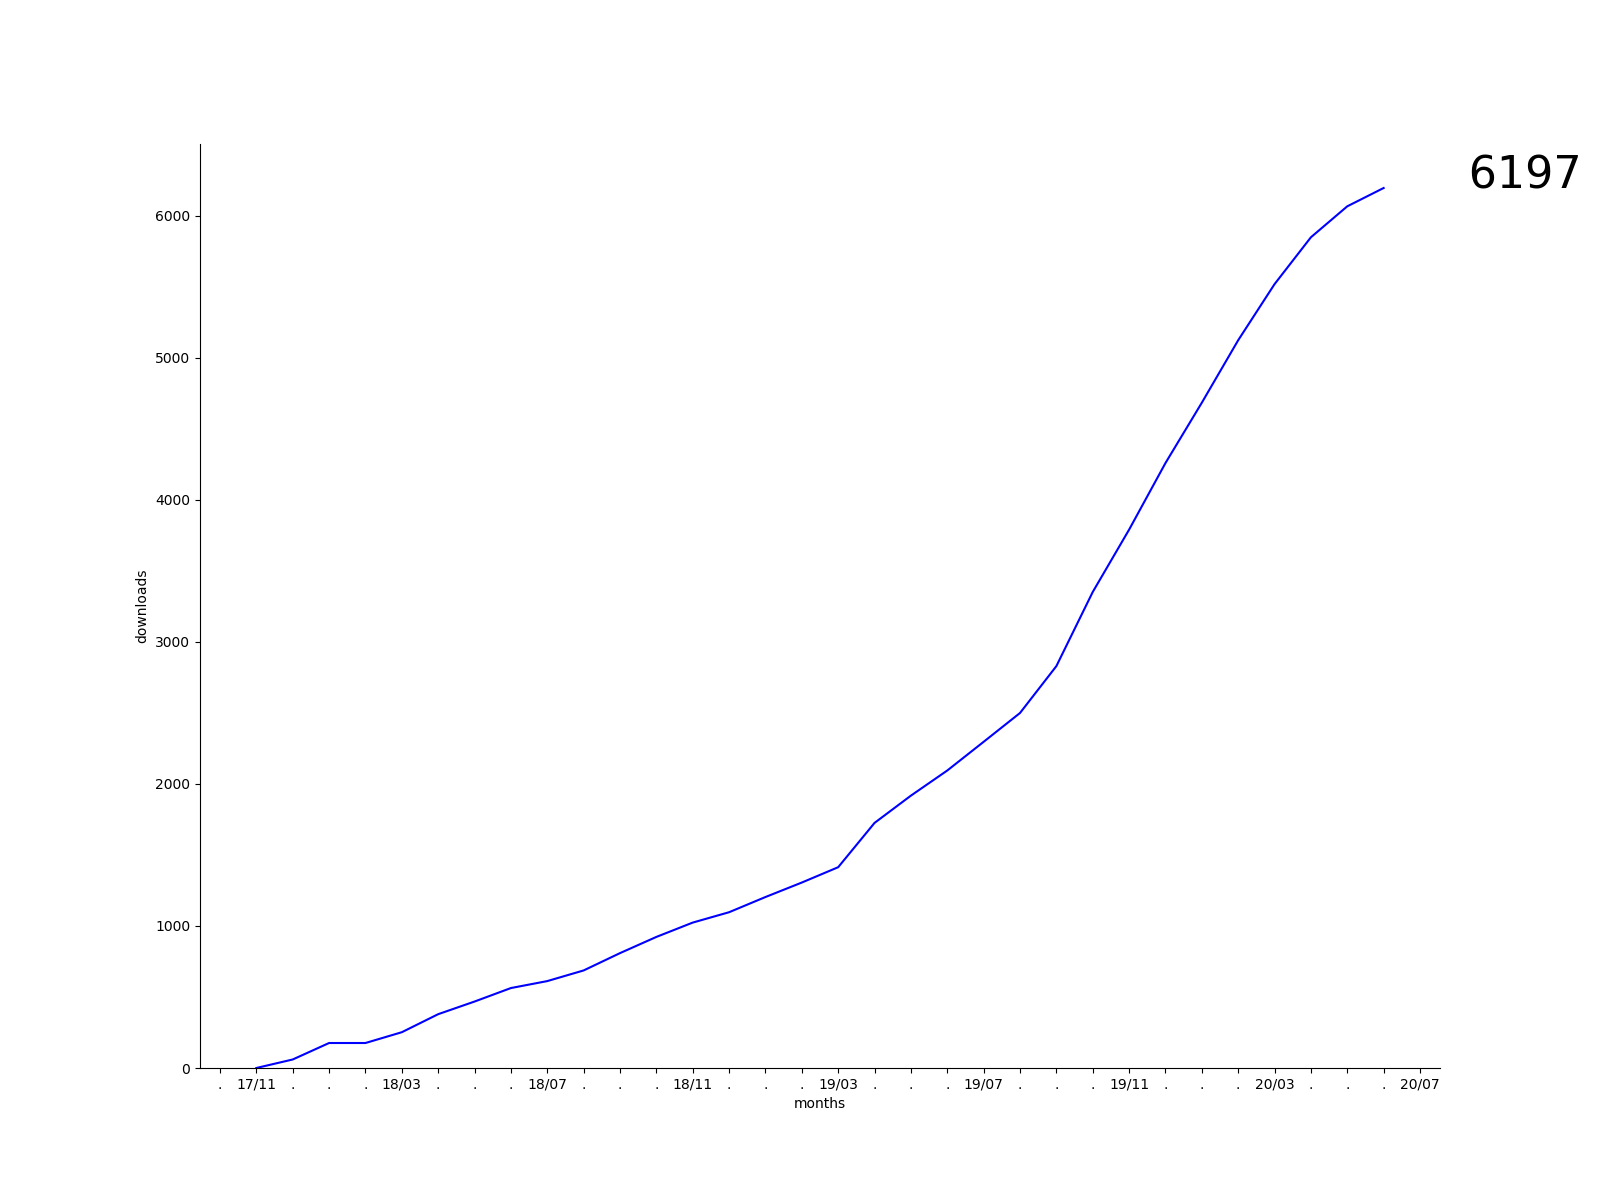 6197
6000
5000
4000
3000
2000
1000
0
downloads
. 17/11 . . . 18/03 . . . 18/07 . . . 18/11 . . . 19/03 . . . 19/07 . . . 19/11 . . . 20/03 . . . 20/07
months